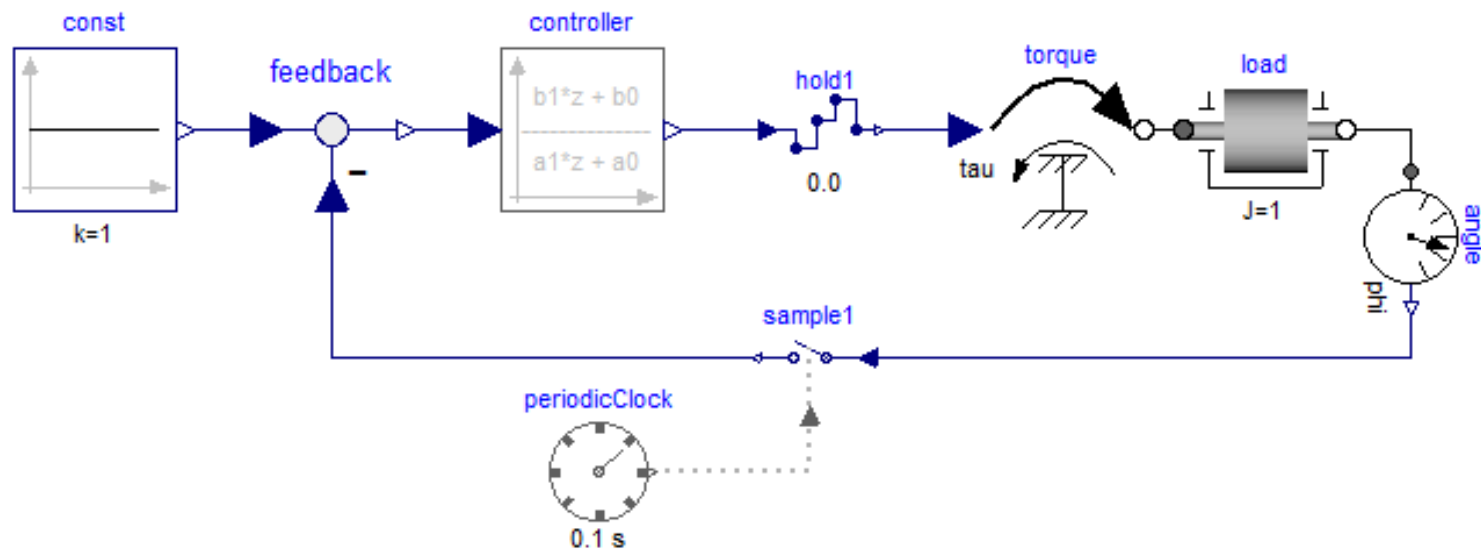 const
controller
feedback
torque
load
hold1
b1*z + b0
a1*z + a0
tau
0.0
k=1
J=1
angle
phi
sample1
periodicClock
0.1 s